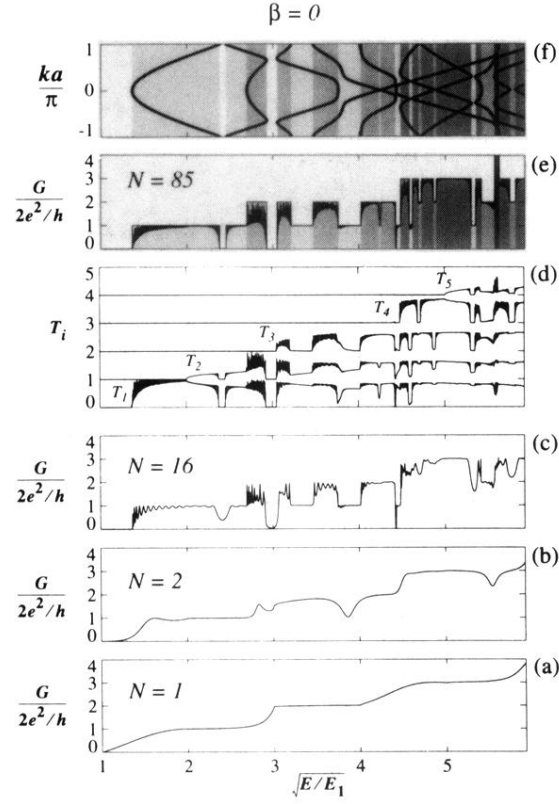 β = 0
(f)
ka/π
1
0
-1
(e)
G/2e²/h
N = 85
4
3
2
1
0
(d)
T_i
5
4
3
2
1
0
T_1
T_2
T_3
T_4
T_5
(c)
G/2e²/h
N = 16
4
3
2
1
0
(b)
G/2e²/h
N = 2
4
3
2
1
0
(a)
G/2e²/h
N = 1
4
3
2
1
0
1 2 3 4 5
√E/E_1